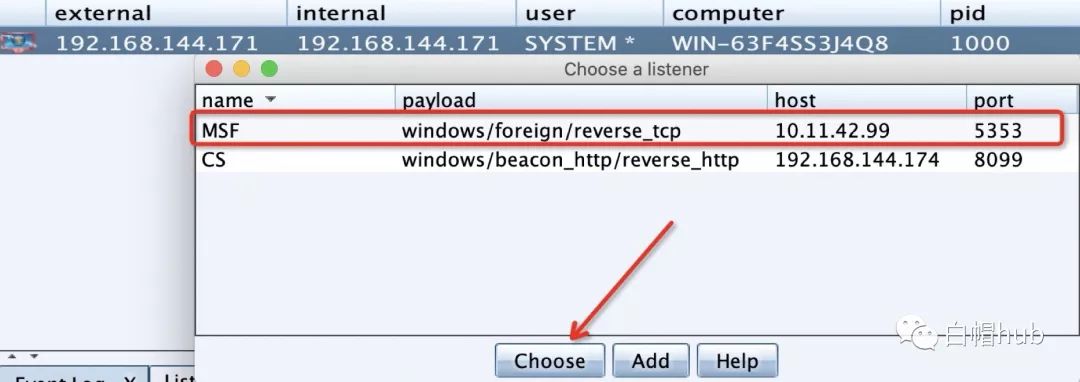 external internal user computer pid
192.168.144.171 192.168.144.171 SYSTEM * WIN-63F4SS3J4Q8 1000
Choose a listener
name payload host port
MSF windows/foreign/reverse_tcp 10.11.42.99 5353
CS windows/beacon_http/reverse_http 192.168.144.174 8099
白帽hub
Choose Add Help
Event Log X List